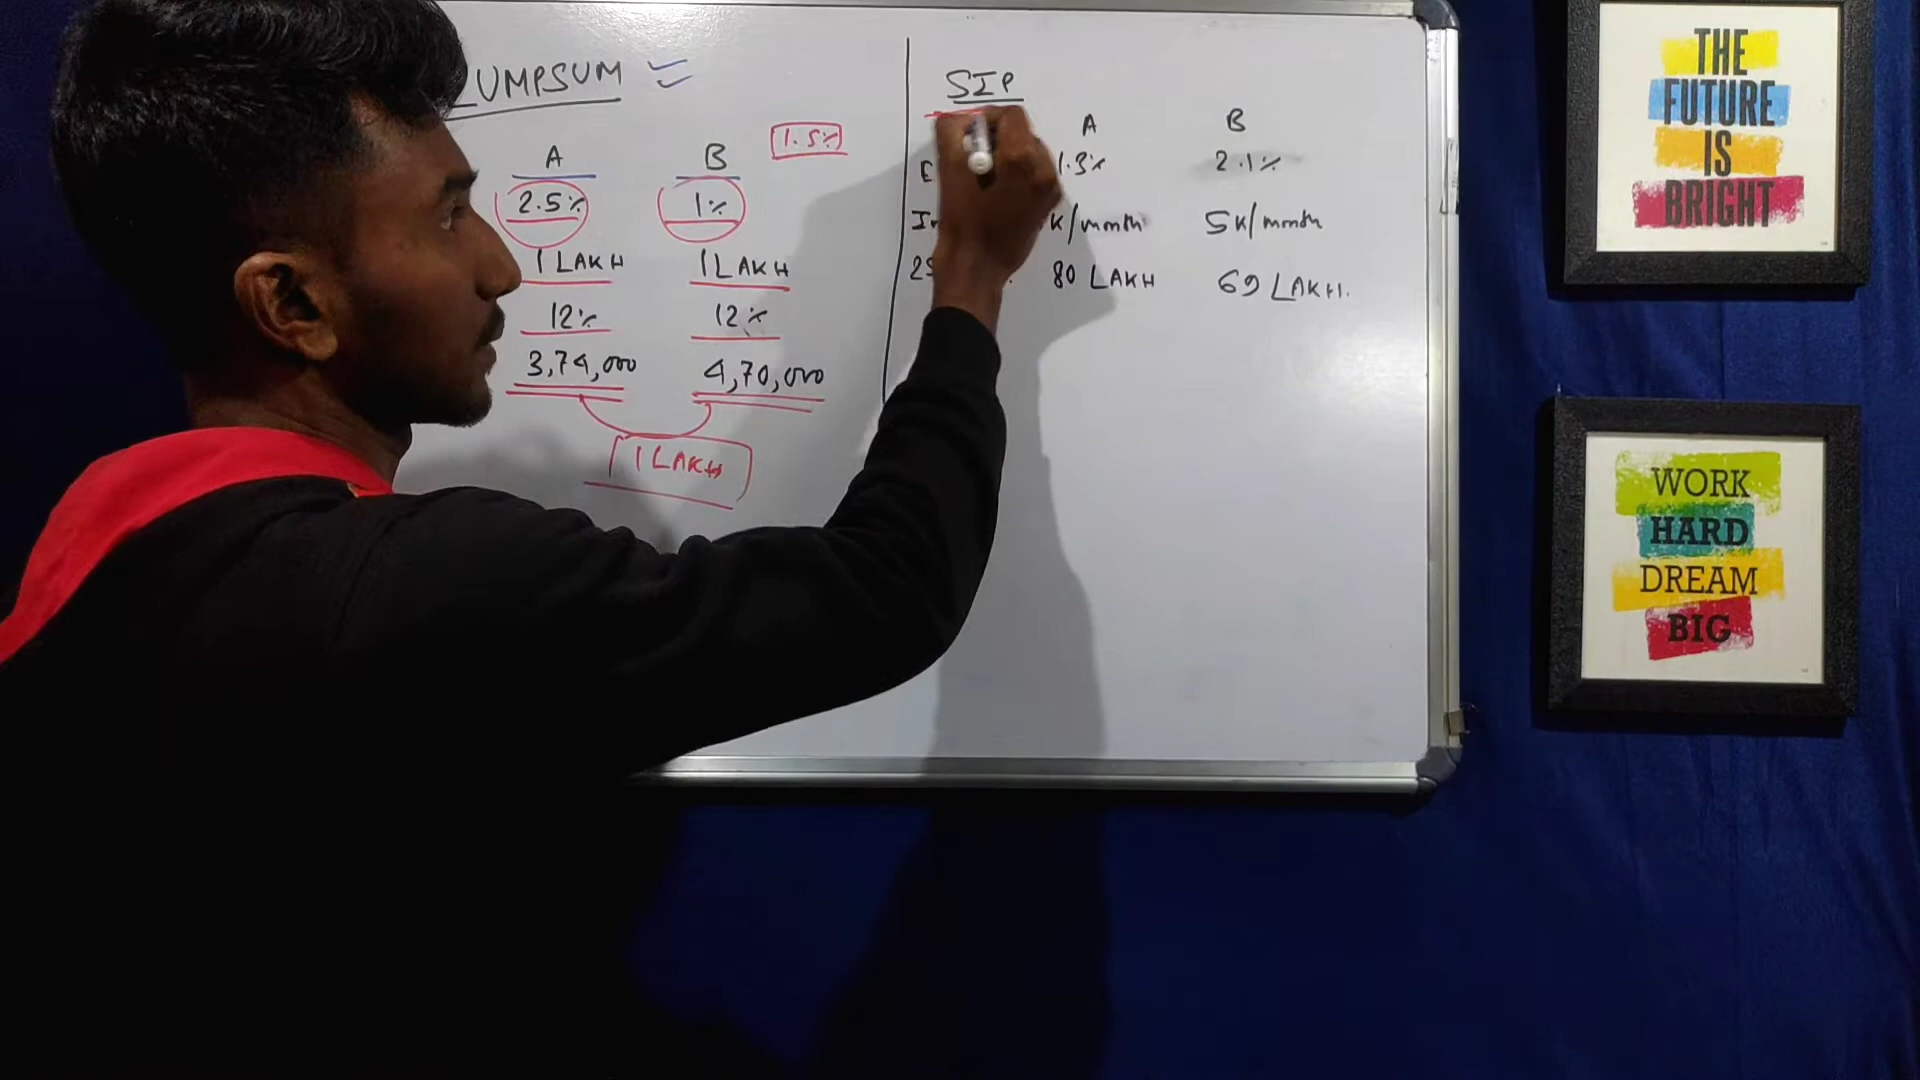 LUMPSUM
A B 1.5%
2.5% 1%
1 LAKH 1 LAKH
12% 12%
3,74,000 4,70,000
1 LAKH
SIP
A B
1.3% 2.1%
K/month 5K/month
80 LAKH 69 LAKH.
THE
FUTURE
IS
BRIGHT
WORK
HARD
DREAM
BIG